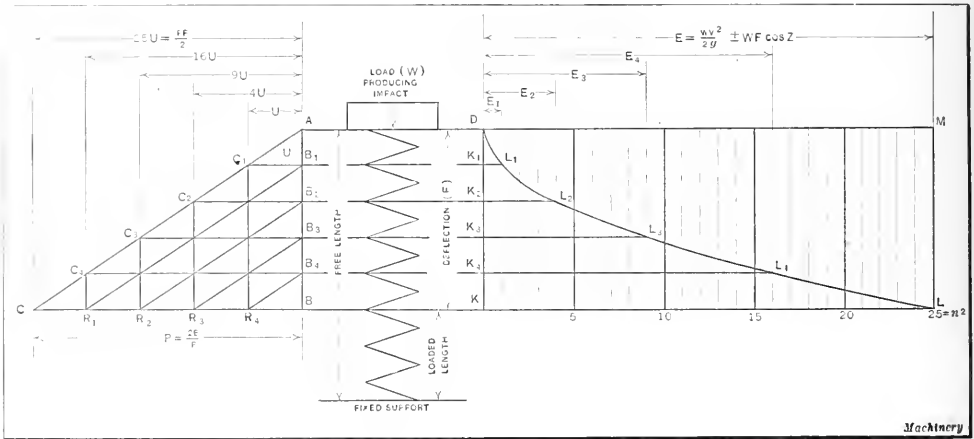 25U = PF/2
16U
9U
4U
U
LOAD (W)
PRODUCING
IMPACT
E = WV²/2g ± WF COS Z
E4
E3
E2
E1
A
D
M
C1
U
B1
K1
L1
C2
B2
K2
L2
C3
B3
K3
L3
C4
B4
K4
L4
C
B
K
L
R1
R2
R3
R4
5
10
15
20
25=n²
P = 2E/F
FREE LENGTH
DEFLECTION (F)
LOADED
LENGTH
FIXED SUPPORT
Machinery